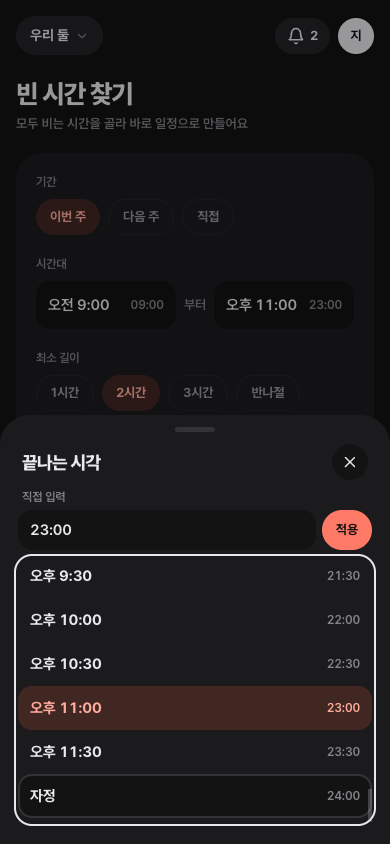 우리 둘
2
지
빈 시간 찾기
모두 비는 시간을 골라 바로 일정으로 만들어요
기간
이번 주
다음 주
직접
시간대
오전 9:00 09:00 부터 오후 11:00 23:00
최소 길이
1시간
2시간
3시간
반나절
끝나는 시각
직접 입력
23:00
적용
오후 9:30 21:30
오후 10:00 22:00
오후 10:30 22:30
오후 11:00 23:00
오후 11:30 23:30
자정 24:00